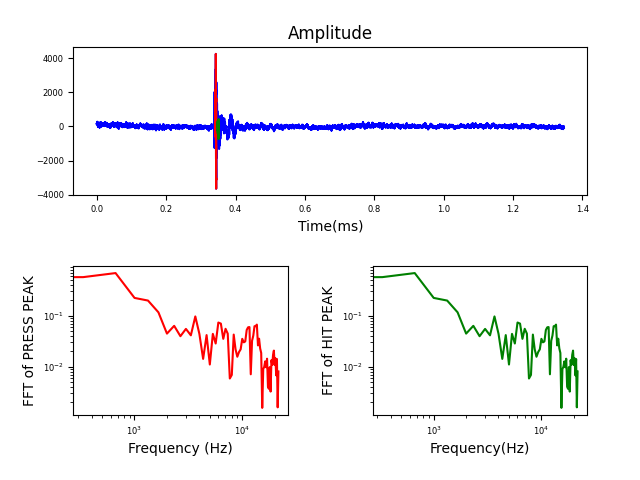 Amplitude
4000
2000
0
−2000
−4000
0.0 0.2 0.4 0.6 0.8 1.0 1.2 1.4
Time(ms)
FFT of PRESS PEAK
10⁻¹
10⁻²
10³ 10⁴
Frequency (Hz)
FFT of HIT PEAK
10⁻¹
10⁻²
10³ 10⁴
Frequency(Hz)